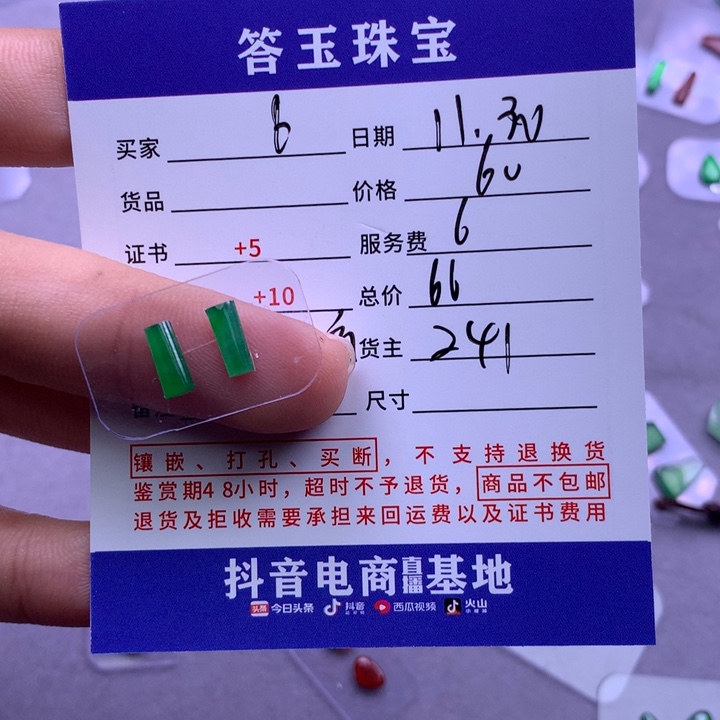 答玉珠宝
买家 6 日期 11.30
货品 价格 60
证书 +5 服务费 6
+10 总价 66
货主 241
尺寸
镶嵌、打孔、买断，不支持退换货
鉴赏期48小时，超时不予退货，商品不包邮
退货及拒收需要承担来回运费以及证书费用
抖音电商直播基地
头条 今日头条 抖音 西瓜视频 火山